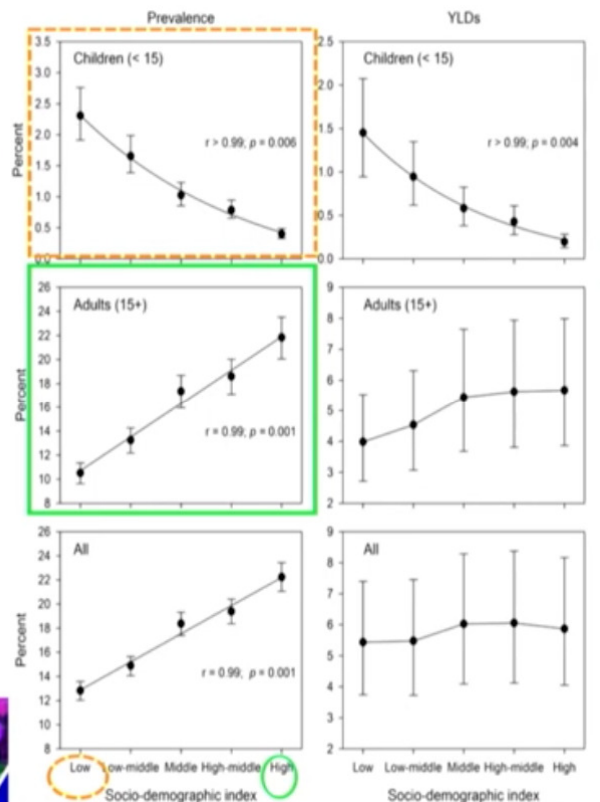 Prevalence
YLDs
Percent
3.5
3.0
2.5
2.0
1.5
1.0
0.5
0.0
Children (< 15)
r > 0.99; p = 0.006
2.5
2.0
1.5
1.0
0.5
0.0
Children (< 15)
r > 0.99; p = 0.004
Percent
26
24
22
20
18
16
14
12
10
8
Adults (15+)
r = 0.99; p = 0.001
9
8
7
6
5
4
3
2
Adults (15+)
Percent
26
24
22
20
18
16
14
12
10
8
All
r = 0.99; p = 0.001
9
8
7
6
5
4
3
2
All
Low Low-middle Middle High-middle High
Socio-demographic index
Low Low-middle Middle High-middle High
Socio-demographic index